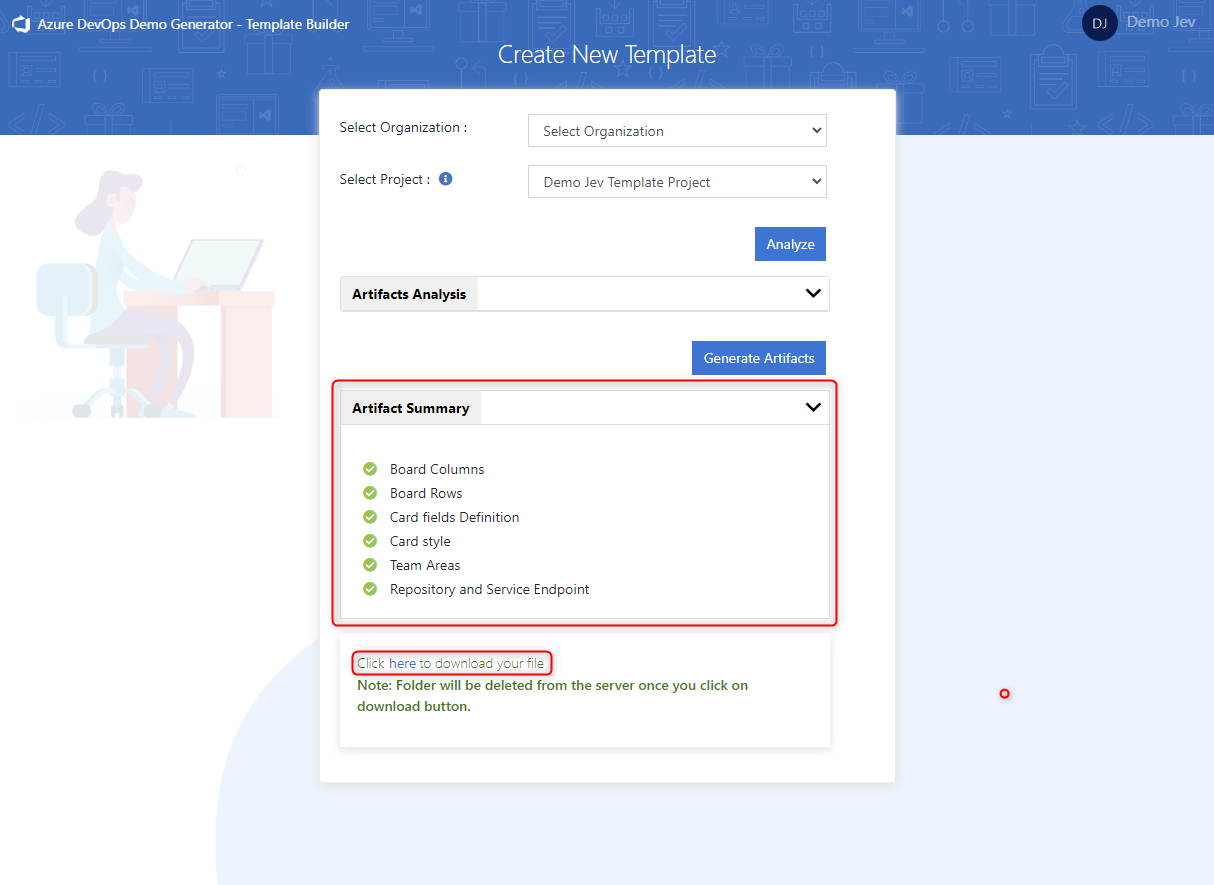 Azure DevOps Demo Generator - Template Builder
DJ Demo Jev
Create New Template
Select Organization : Select Organization
Select Project : Demo Jev Template Project
Analyze
Artifacts Analysis
Generate Artifacts
Artifact Summary
Board Columns
Board Rows
Card fields Definition
Card style
Team Areas
Repository and Service Endpoint
Click here to download your file
Note: Folder will be deleted from the server once you click on
download button.